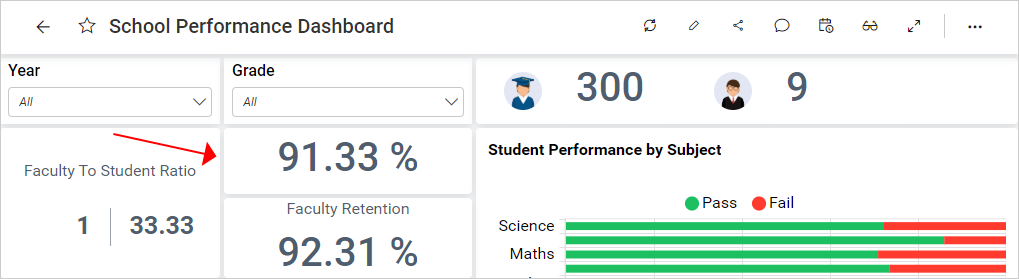 School Performance Dashboard
Year
All
Grade
All
300
9
Faculty To Student Ratio
1
33.33
91.33 %
Faculty Retention
92.31 %
Student Performance by Subject
Pass
Fail
Science
Maths